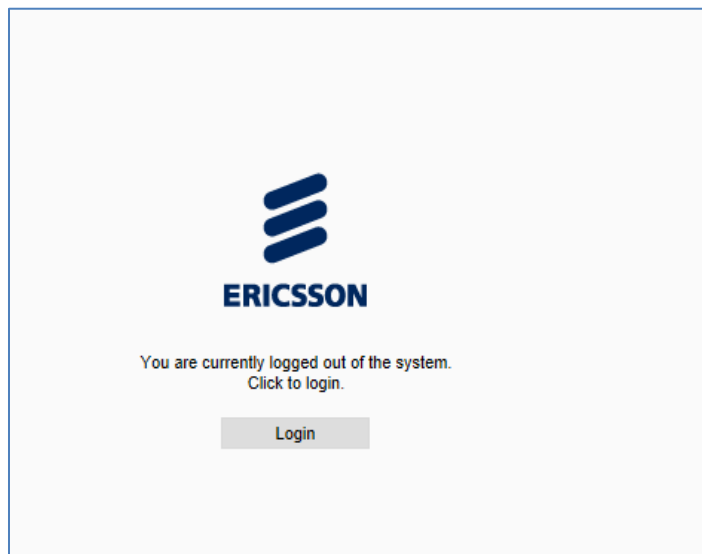 ERICSSON
You are currently logged out of the system.
Click to login.
Login